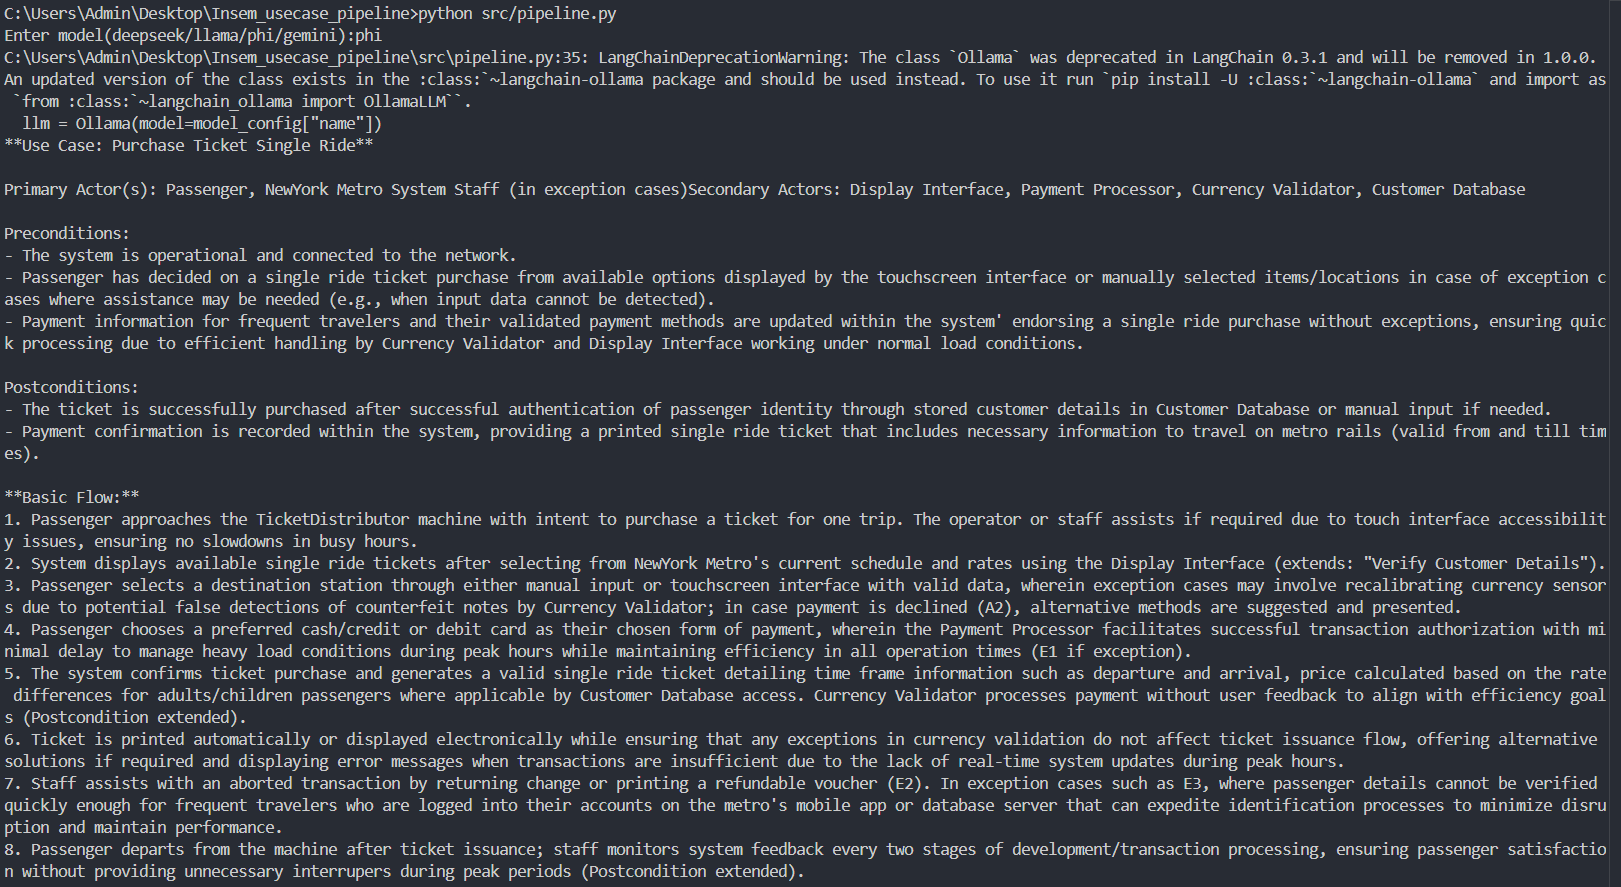 C:\Users\Admin\Desktop\Insem_usecase_pipeline>python src/pipeline.py
Enter model(deepseek/llama/phi/gemini):phi
C:\Users\Admin\Desktop\Insem_usecase_pipeline\src\pipeline.py:35: LangChainDeprecationWarning: The class `Ollama` was deprecated in LangChain 0.3.1 and will be removed in 1.0.0.
An updated version of the class exists in the :class:`~langchain-ollama package and should be used instead. To use it run `pip install -U :class:`~langchain-ollama` and import as
 `from :class:`~langchain_ollama import OllamaLLM``.
  llm = Ollama(model=model_config["name"])
**Use Case: Purchase Ticket Single Ride**

Primary Actor(s): Passenger, NewYork Metro System Staff (in exception cases)Secondary Actors: Display Interface, Payment Processor, Currency Validator, Customer Database

Preconditions:
- The system is operational and connected to the network.
- Passenger has decided on a single ride ticket purchase from available options displayed by the touchscreen interface or manually selected items/locations in case of exception c
ases where assistance may be needed (e.g., when input data cannot be detected).
- Payment information for frequent travelers and their validated payment methods are updated within the system' endorsing a single ride purchase without exceptions, ensuring quic
k processing due to efficient handling by Currency Validator and Display Interface working under normal load conditions.

Postconditions:
- The ticket is successfully purchased after successful authentication of passenger identity through stored customer details in Customer Database or manual input if needed.
- Payment confirmation is recorded within the system, providing a printed single ride ticket that includes necessary information to travel on metro rails (valid from and till tim
es).

**Basic Flow:**
1. Passenger approaches the TicketDistributor machine with intent to purchase a ticket for one trip. The operator or staff assists if required due to touch interface accessibilit
y issues, ensuring no slowdowns in busy hours.
2. System displays available single ride tickets after selecting from NewYork Metro's current schedule and rates using the Display Interface (extends: "Verify Customer Details").
3. Passenger selects a destination station through either manual input or touchscreen interface with valid data, wherein exception cases may involve recalibrating currency sensor
s due to potential false detections of counterfeit notes by Currency Validator; in case payment is declined (A2), alternative methods are suggested and presented.
4. Passenger chooses a preferred cash/credit or debit card as their chosen form of payment, wherein the Payment Processor facilitates successful transaction authorization with mi
nimal delay to manage heavy load conditions during peak hours while maintaining efficiency in all operation times (E1 if exception).
5. The system confirms ticket purchase and generates a valid single ride ticket detailing time frame information such as departure and arrival, price calculated based on the rate
 differences for adults/children passengers where applicable by Customer Database access. Currency Validator processes payment without user feedback to align with efficiency goal
s (Postcondition extended).
6. Ticket is printed automatically or displayed electronically while ensuring that any exceptions in currency validation do not affect ticket issuance flow, offering alternative
solutions if required and displaying error messages when transactions are insufficient due to the lack of real-time system updates during peak hours.
7. Staff assists with an aborted transaction by returning change or printing a refundable voucher (E2). In exception cases such as E3, where passenger details cannot be verified
quickly enough for frequent travelers who are logged into their accounts on the metro's mobile app or database server that can expedite identification processes to minimize disru
ption and maintain performance.
8. Passenger departs from the machine after ticket issuance; staff monitors system feedback every two stages of development/transaction processing, ensuring passenger satisfactio
n without providing unnecessary interrupers during peak periods (Postcondition extended).